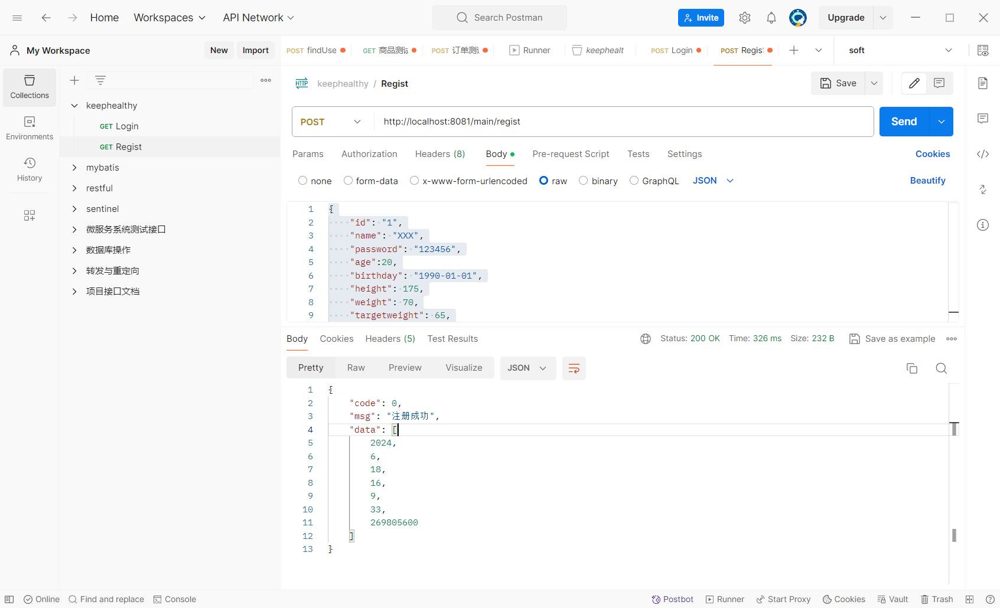 Home Workspaces API Network Search Postman Invite Upgrade
My Workspace New Import POST findUse GET 商品测试 POST 订单测试 Runner keephealt POST Login POST Regist soft
Collections
Environments
History
keephealthy
GET Login
GET Regist
mybatis
restful
sentinel
微服务系统测试接口
数据库操作
转发与重定向
项目接口文档
HTTP keephealthy / Regist Save
POST http://localhost:8081/main/regist Send
Params Authorization Headers (8) Body Pre-request Script Tests Settings Cookies
none form-data x-www-form-urlencoded raw binary GraphQL JSON Beautify
1 {
2 ····"id":·"1",
3 ····"name":·"XXX",
4 ····"password":·"123456",
5 ····"age":20,
6 ····"birthday":·"1990-01-01",
7 ····"height":·175,
8 ····"weight":·70,
9 ····"targetweight":·65,
Body Cookies Headers (5) Test Results Status: 200 OK Time: 326 ms Size: 232 B Save as example
Pretty Raw Preview Visualize JSON
1 {
2 "code": 0,
3 "msg": "注册成功",
4 "data": [
5 2024,
6 6,
7 18,
8 16,
9 9,
10 33,
11 269805600
12 ]
13 }
Online Find and replace Console Postbot Runner Start Proxy Cookies Vault Trash